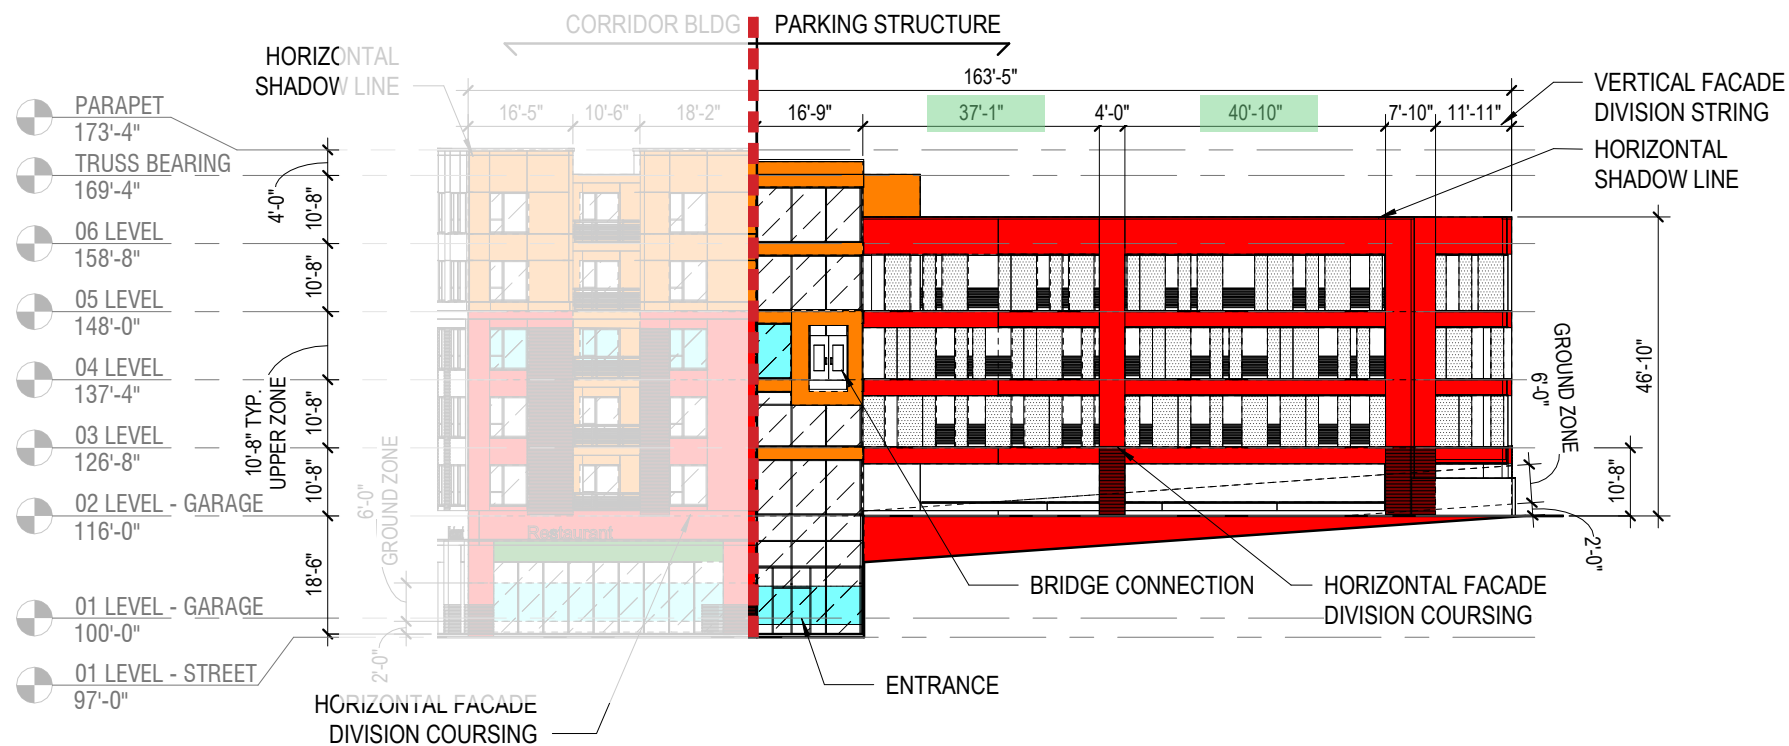 CORRIDOR BLDG
PARKING STRUCTURE
HORIZONTAL
SHADOW LINE
163'-5"
16'-5"
10'-6"
18'-2"
16'-9"
37'-1"
4'-0"
40'-10"
7'-10"
11'-11"
VERTICAL FACADE
DIVISION STRING
HORIZONTAL
SHADOW LINE
PARAPET
173'-4"
TRUSS BEARING
169'-4"
06 LEVEL
158'-8"
05 LEVEL
148'-0"
04 LEVEL
137'-4"
03 LEVEL
126'-8"
02 LEVEL - GARAGE
116'-0"
01 LEVEL - GARAGE
100'-0"
01 LEVEL - STREET
97'-0"
4'-0"
10'-8"
10'-8"
10'-8" TYP.
UPPER ZONE
10'-8"
10'-8"
18'-6"
6'-0"
GROUND ZONE
2'-0"
Restaurant
GROUND ZONE
6'-0"
46'-10"
10'-8"
2'-0"
BRIDGE CONNECTION
HORIZONTAL FACADE
DIVISION COURSING
ENTRANCE
HORIZONTAL FACADE
DIVISION COURSING